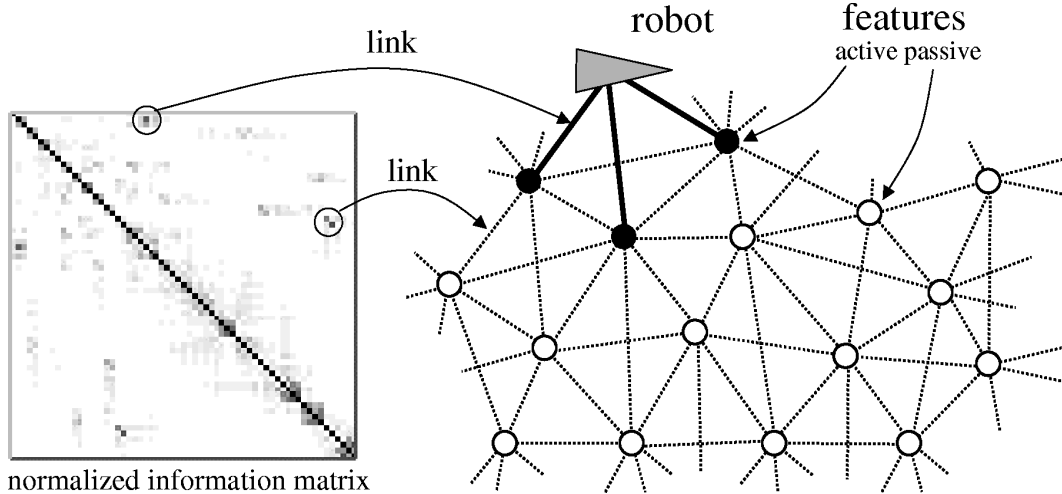 robot
features
active passive
link
link
normalized information matrix